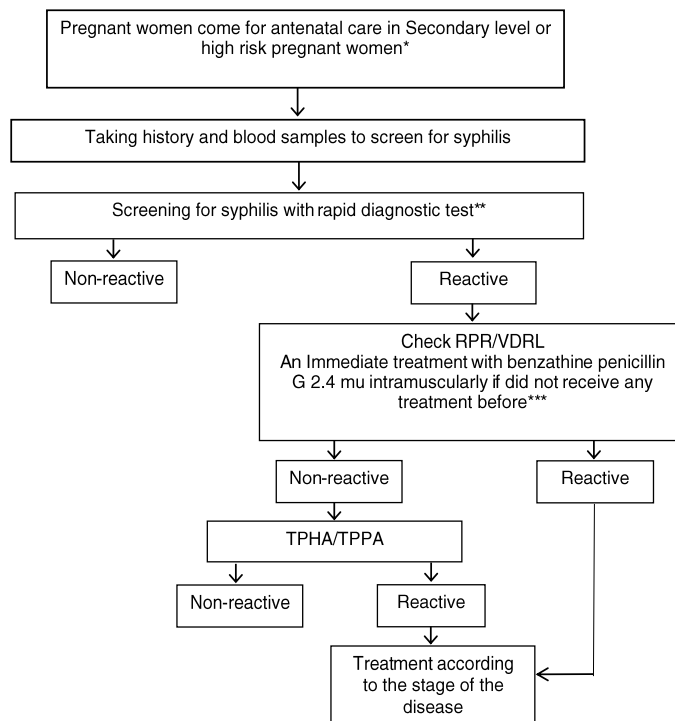 Pregnant women come for antenatal care in Secondary level or
high risk pregnant women*
Taking history and blood samples to screen for syphilis
Screening for syphilis with rapid diagnostic test**
Non-reactive
Reactive
Check RPR/VDRL
An Immediate treatment with benzathine penicillin
G 2.4 mu intramuscularly if did not receive any
treatment before***
Non-reactive
Reactive
TPHA/TPPA
Non-reactive
Reactive
Treatment according
to the stage of the
disease